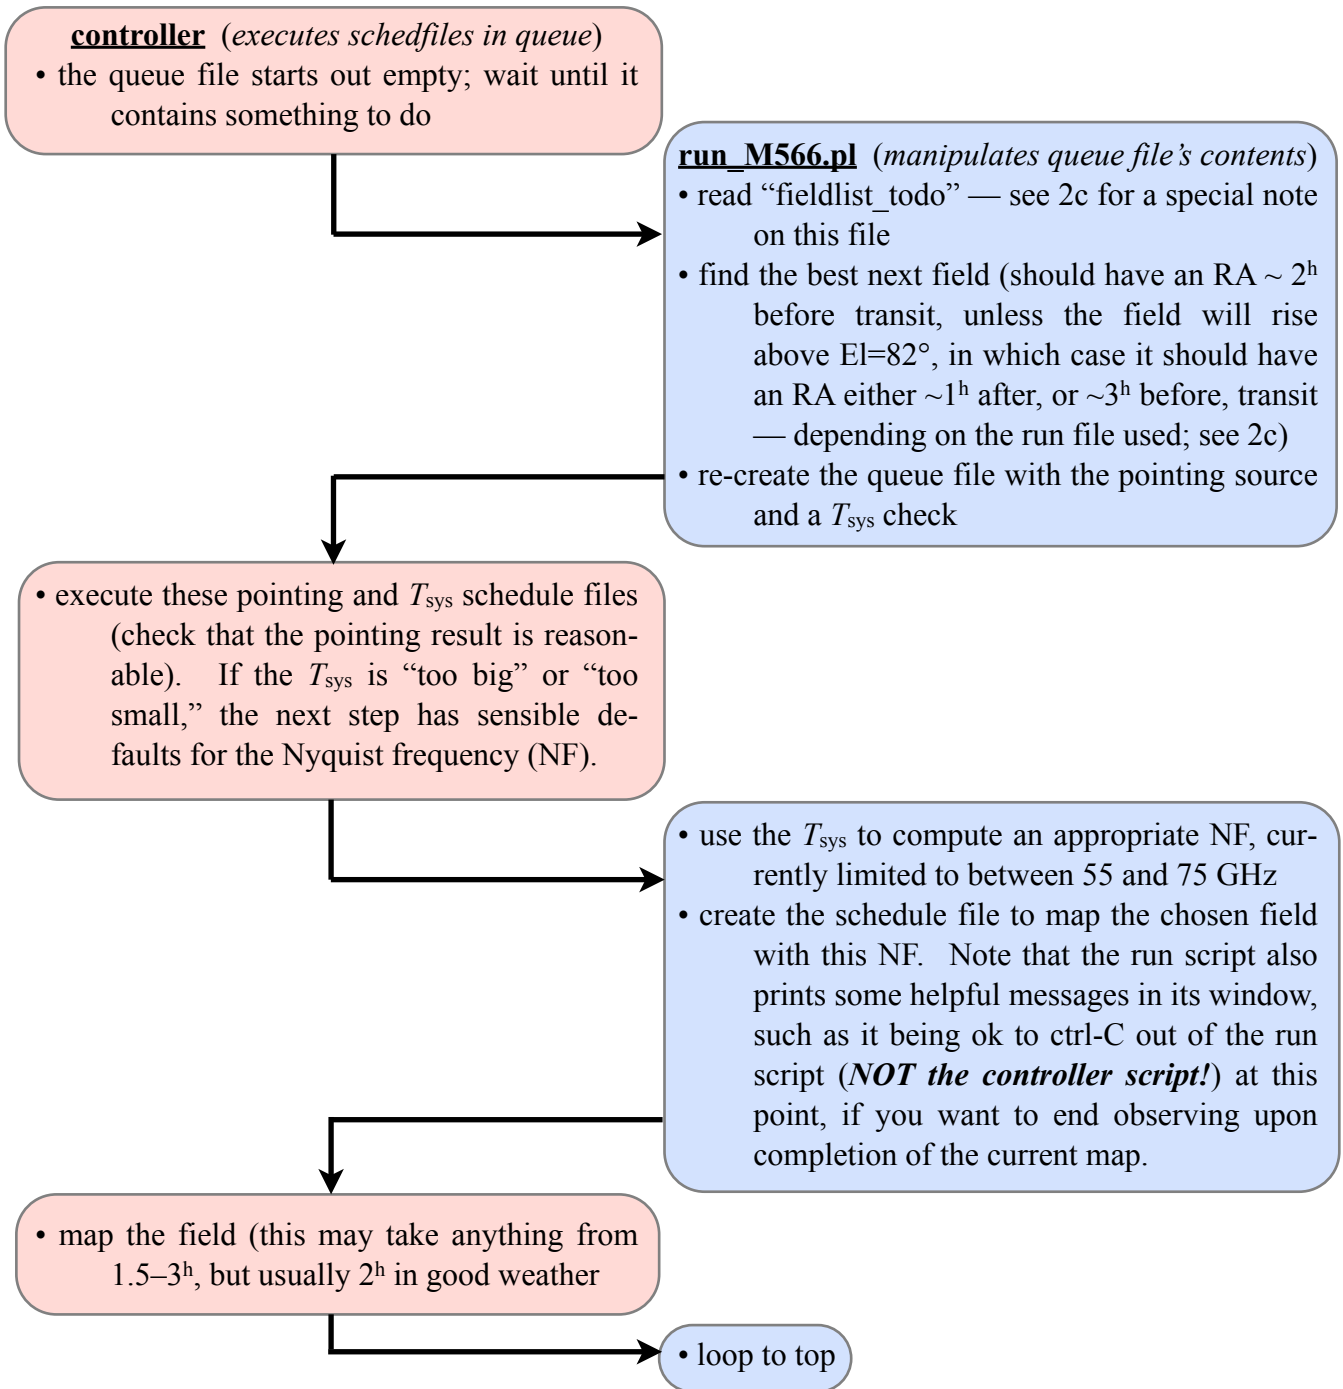 controller (executes schedfiles in queue)
• the queue file starts out empty; wait until it
contains something to do
run_M566.pl (manipulates queue file’s contents)
• read “fieldlist_todo” — see 2c for a special note
on this file
• find the best next field (should have an RA ~ 2h
before transit, unless the field will rise
above El=82°, in which case it should have
an RA either ~1h after, or ~3h before, transit
— depending on the run file used; see 2c)
• re-create the queue file with the pointing source
and a Tsys check
• execute these pointing and Tsys schedule files
(check that the pointing result is reason-
able). If the Tsys is “too big” or “too
small,” the next step has sensible de-
faults for the Nyquist frequency (NF).
• use the Tsys to compute an appropriate NF, cur-
rently limited to between 55 and 75 GHz
• create the schedule file to map the chosen field
with this NF. Note that the run script also
prints some helpful messages in its window,
such as it being ok to ctrl-C out of the run
script (NOT the controller script!) at this
point, if you want to end observing upon
completion of the current map.
• map the field (this may take anything from
1.5–3h, but usually 2h in good weather
• loop to top